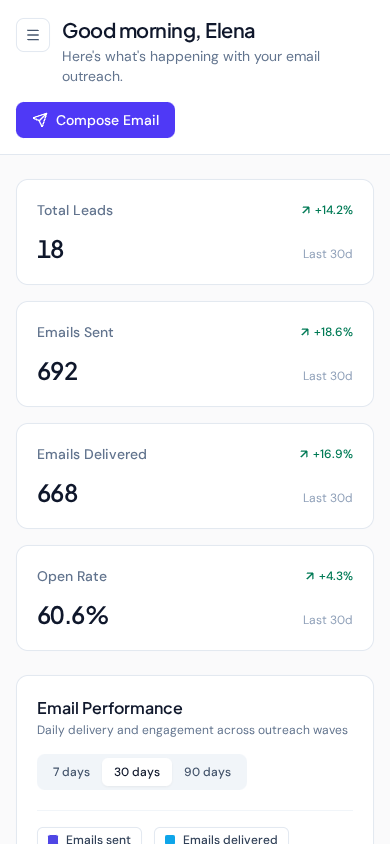 Good morning, Elena
Here's what's happening with your email
outreach.
Compose Email
Total Leads
+14.2%
18
Last 30d
Emails Sent
+18.6%
692
Last 30d
Emails Delivered
+16.9%
668
Last 30d
Open Rate
+4.3%
60.6%
Last 30d
Email Performance
Daily delivery and engagement across outreach waves
7 days 30 days 90 days
Emails sent Emails delivered